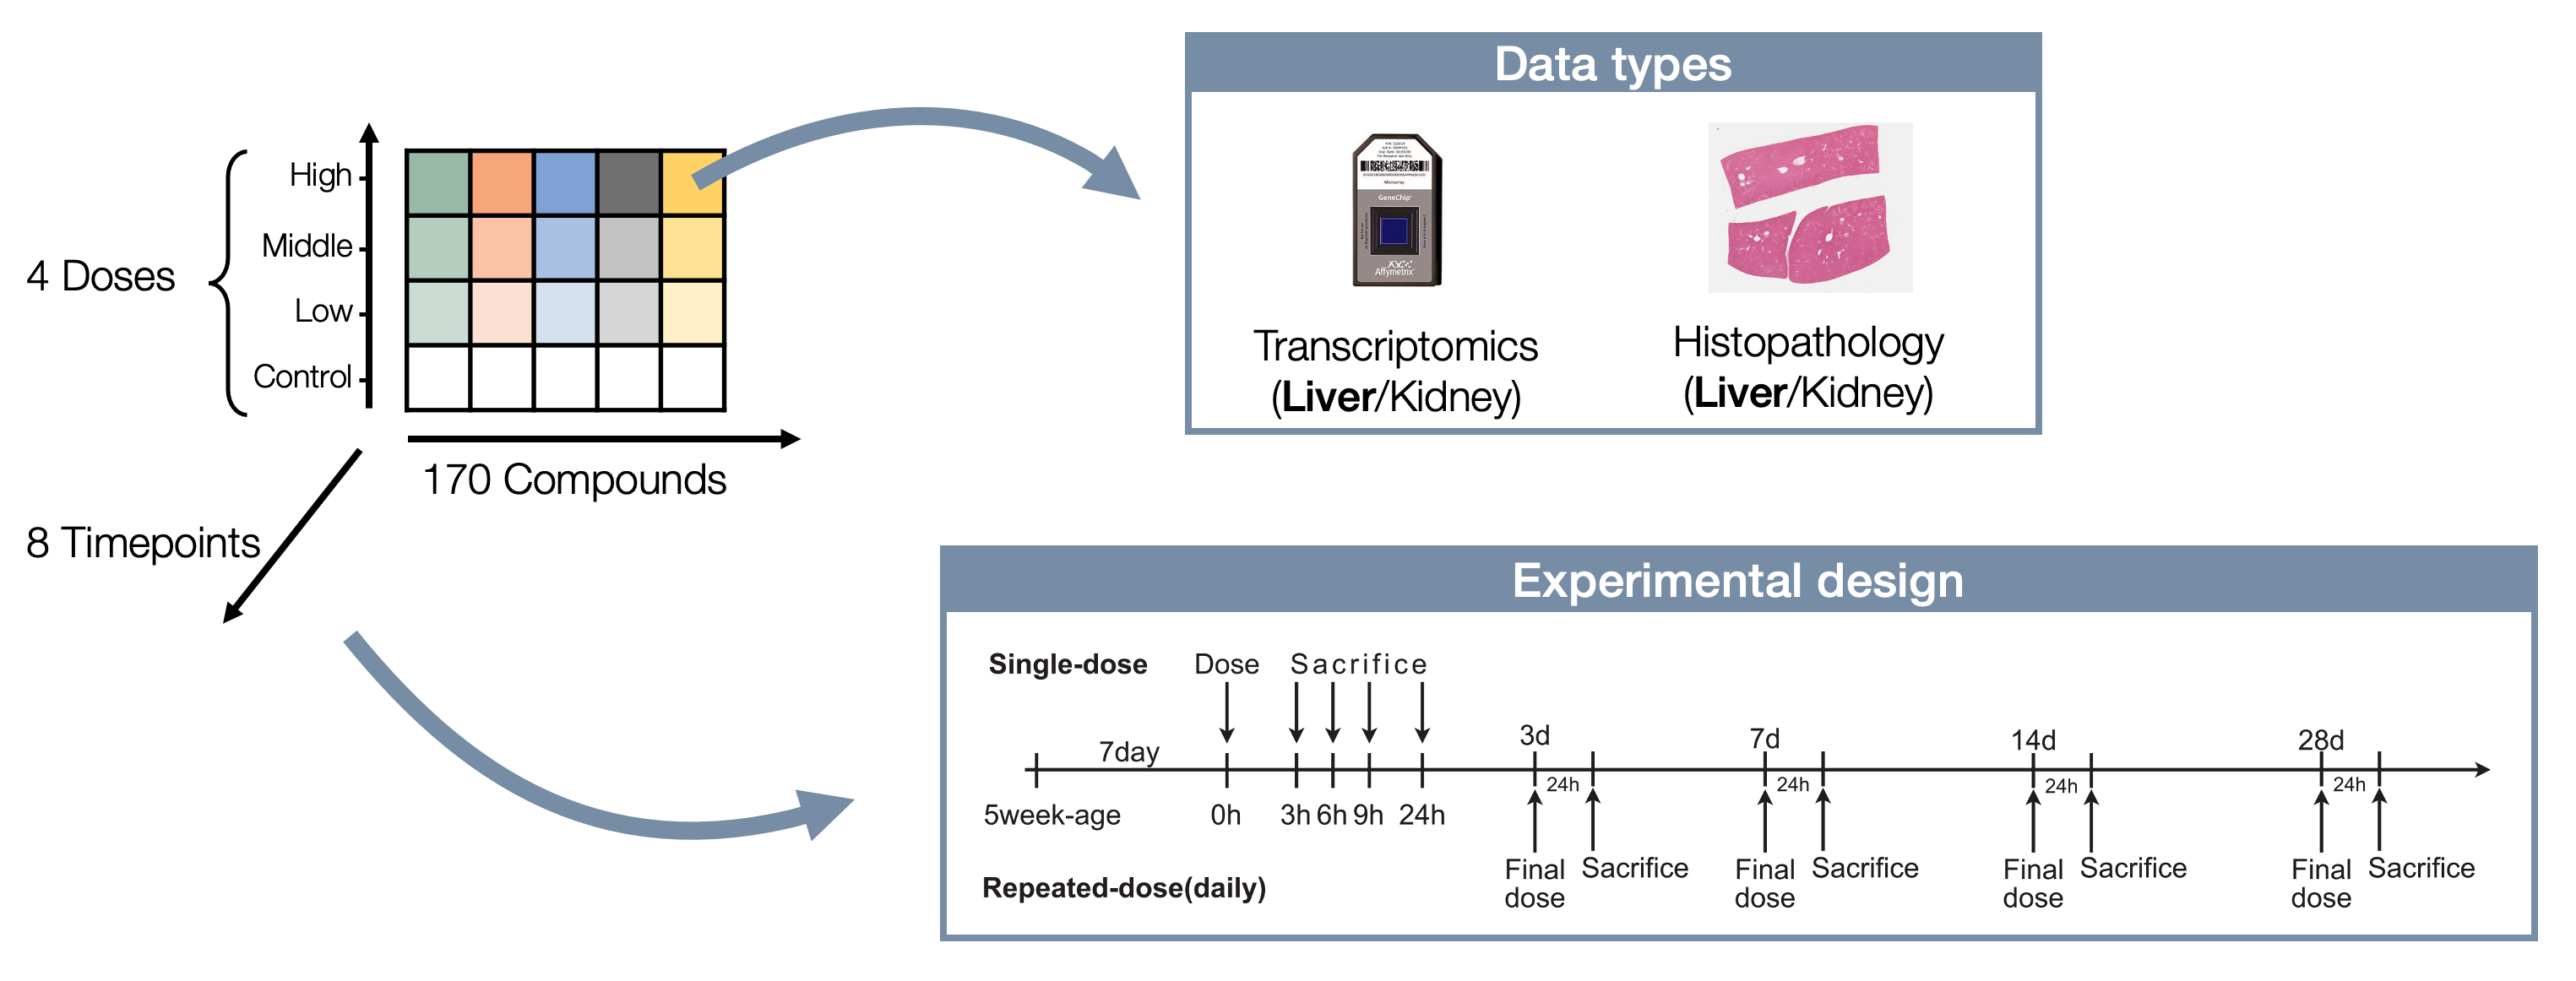 4 Doses
High
Middle
Low
Control
170 Compounds
8 Timepoints
Data types
GeneChip
Affymetrix
Transcriptomics
(Liver/Kidney)
Histopathology
(Liver/Kidney)
Experimental design
Single-dose
Dose
Sacrifice
7day
3d
7d
14d
28d
24h
24h
24h
24h
5week-age
0h
3h
6h
9h
24h
Repeated-dose(daily)
Final
dose
Sacrifice
Final
dose
Sacrifice
Final
dose
Sacrifice
Final
dose
Sacrifice